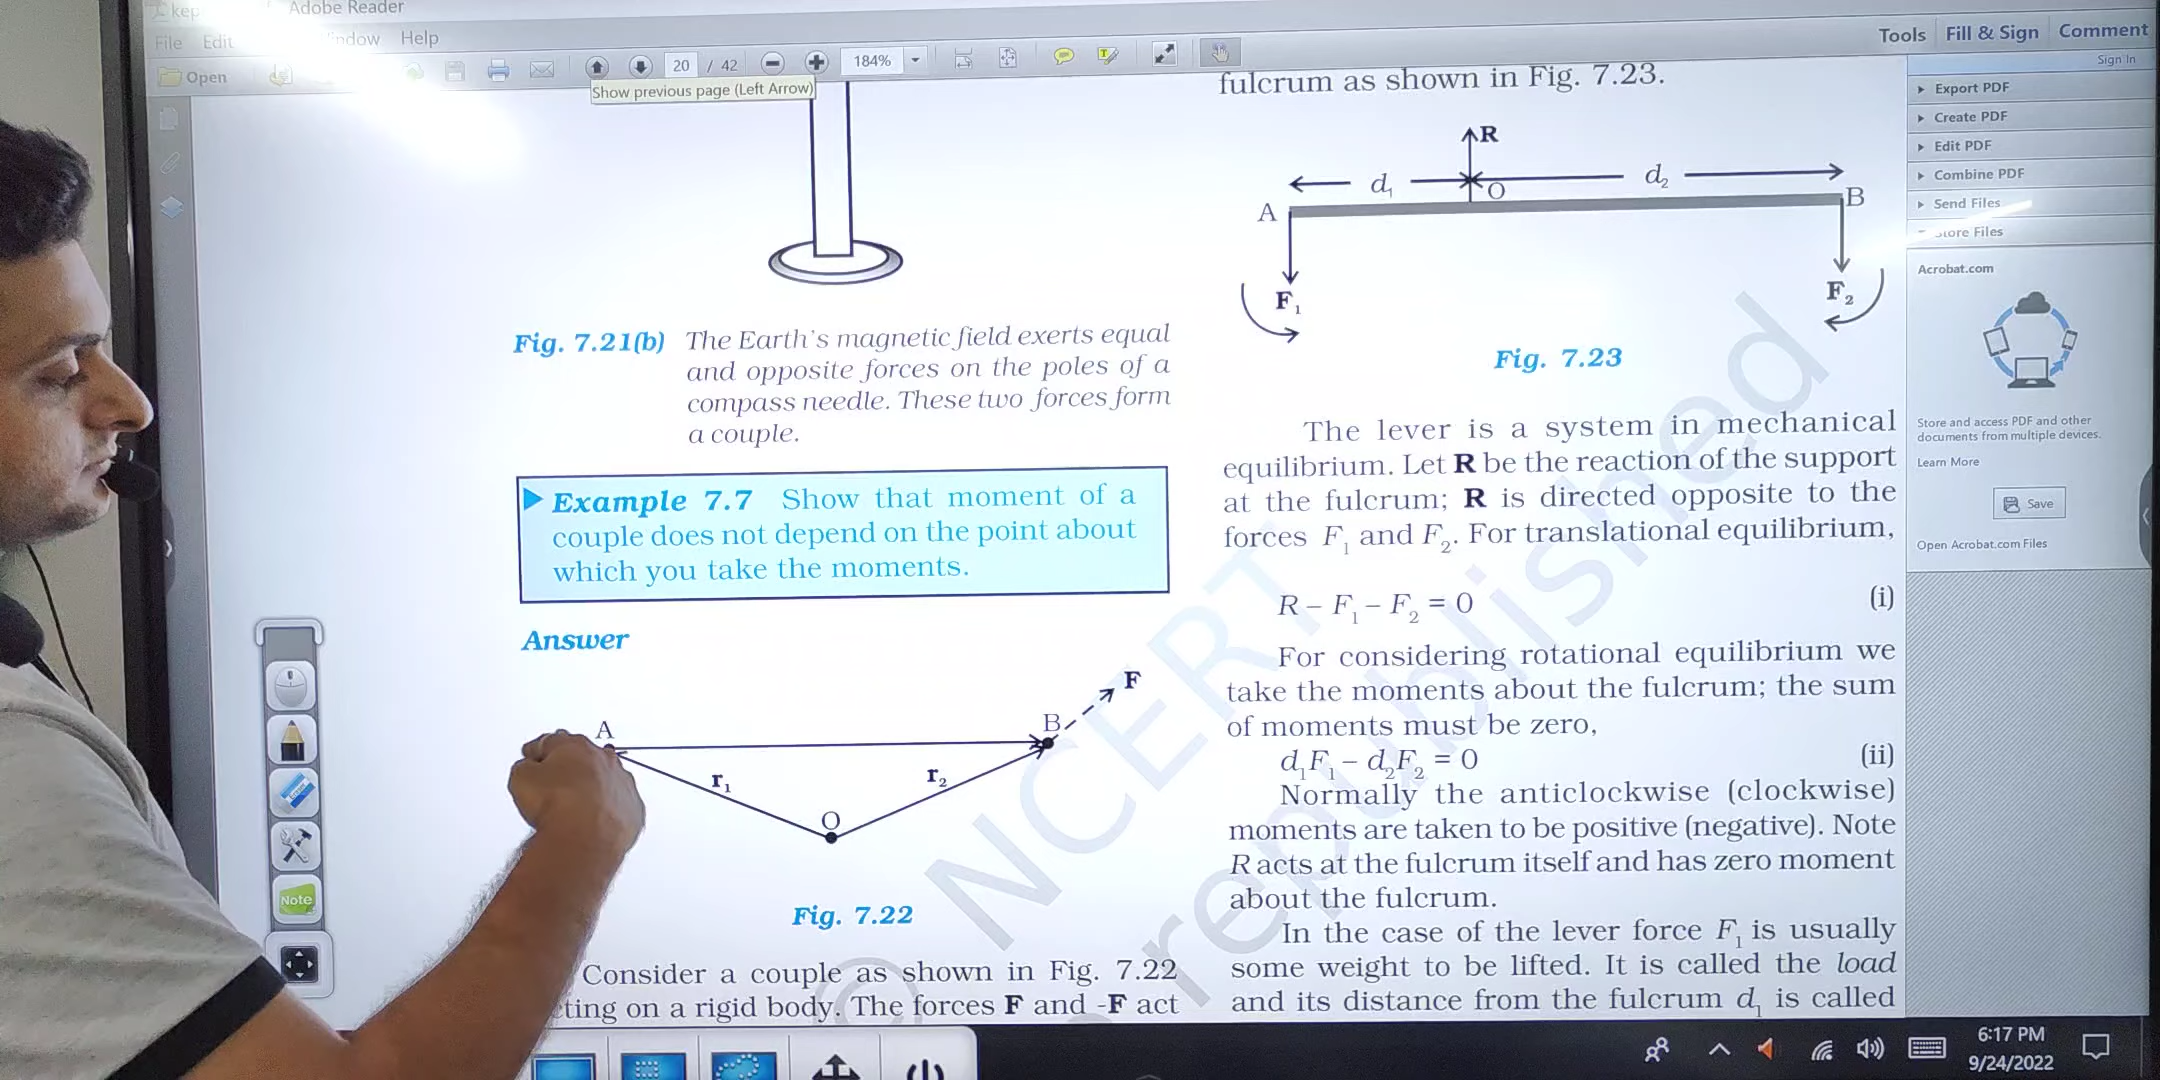 Adobe Reader
File Edit Window Help
Open
20 / 42
184%
Tools Fill & Sign Comment
Sign In
Show previous page (Left Arrow)
Export PDF
Create PDF
Edit PDF
Combine PDF
Send Files
Store Files
Acrobat.com
Store and access PDF and other
documents from multiple devices.
Learn More
Save
Open Acrobat.com Files
Fig. 7.21(b) The Earth's magnetic field exerts equal
and opposite forces on the poles of a
compass needle. These two forces form
a couple.
Example 7.7 Show that moment of a
couple does not depend on the point about
which you take the moments.
Answer
A
B
F
r₁
r₂
O
Fig. 7.22
Consider a couple as shown in Fig. 7.22
cting on a rigid body. The forces F and -F act
fulcrum as shown in Fig. 7.23.
R
d₁
O
d₂
A
B
F₁
F₂
Fig. 7.23
The lever is a system in mechanical
equilibrium. Let R be the reaction of the support
at the fulcrum; R is directed opposite to the
forces F₁ and F₂. For translational equilibrium,
R – F₁ – F₂ = 0 (i)
For considering rotational equilibrium we
take the moments about the fulcrum; the sum
of moments must be zero,
d₁F₁ – d₂F₂ = 0 (ii)
Normally the anticlockwise (clockwise)
moments are taken to be positive (negative). Note
R acts at the fulcrum itself and has zero moment
about the fulcrum.
In the case of the lever force F₁ is usually
some weight to be lifted. It is called the load
and its distance from the fulcrum d₁ is called
© NCERT
republished
Note
6:17 PM
9/24/2022